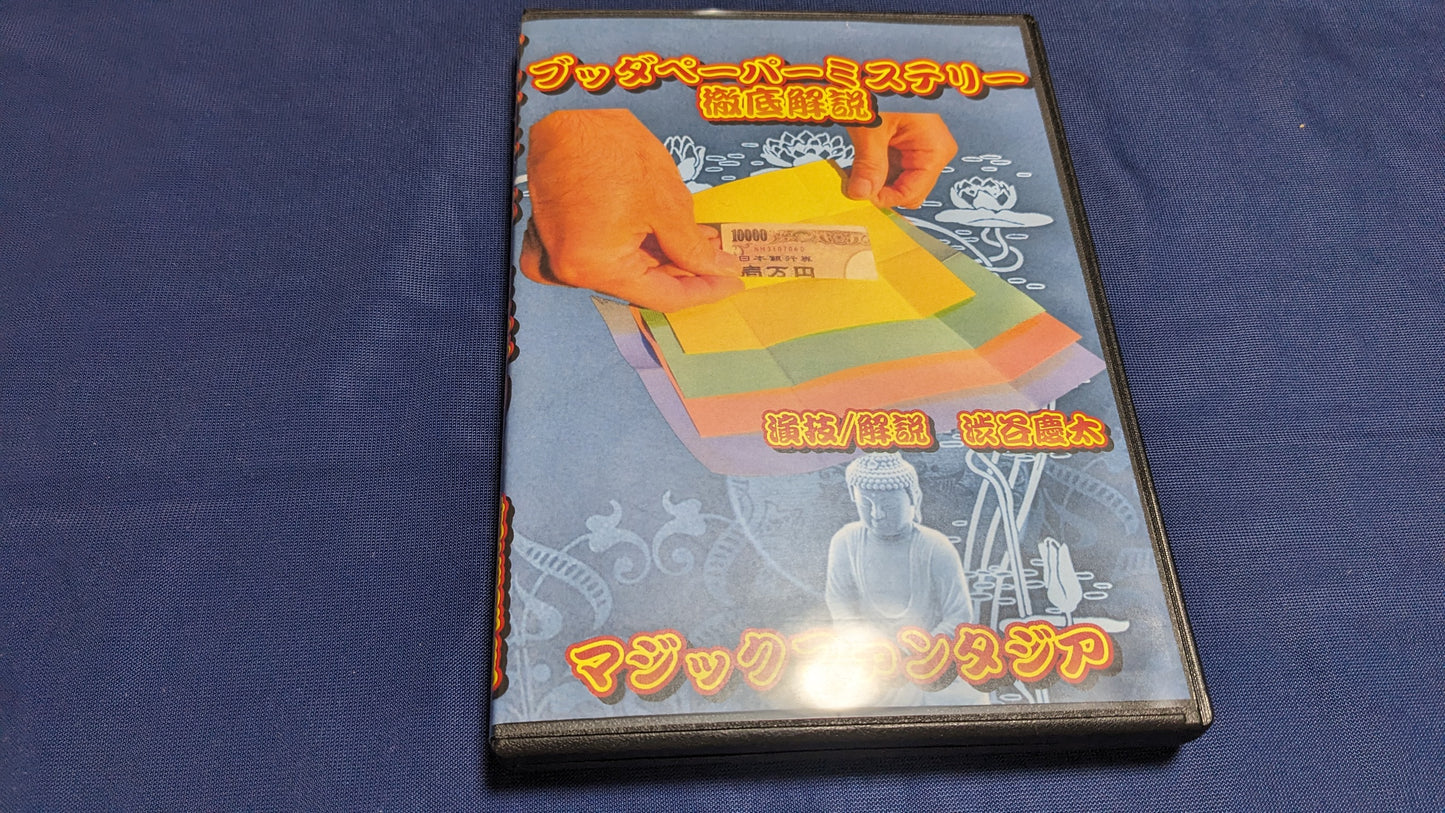 ブッダペーパーミステリー
徹底解説
10000
日本銀行券
壱万円
演技/解説 渋谷慶太
マジックファンタジア